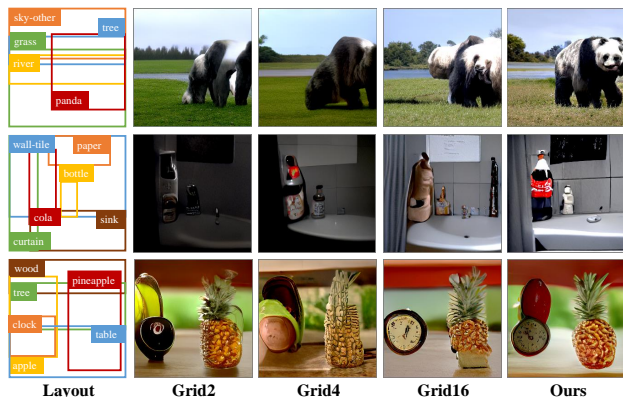 sky-other
tree
grass
river
panda
wall-tile
paper
bottle
cola
sink
curtain
wood
pineapple
tree
clock
table
apple
Layout Grid2 Grid4 Grid16 Ours